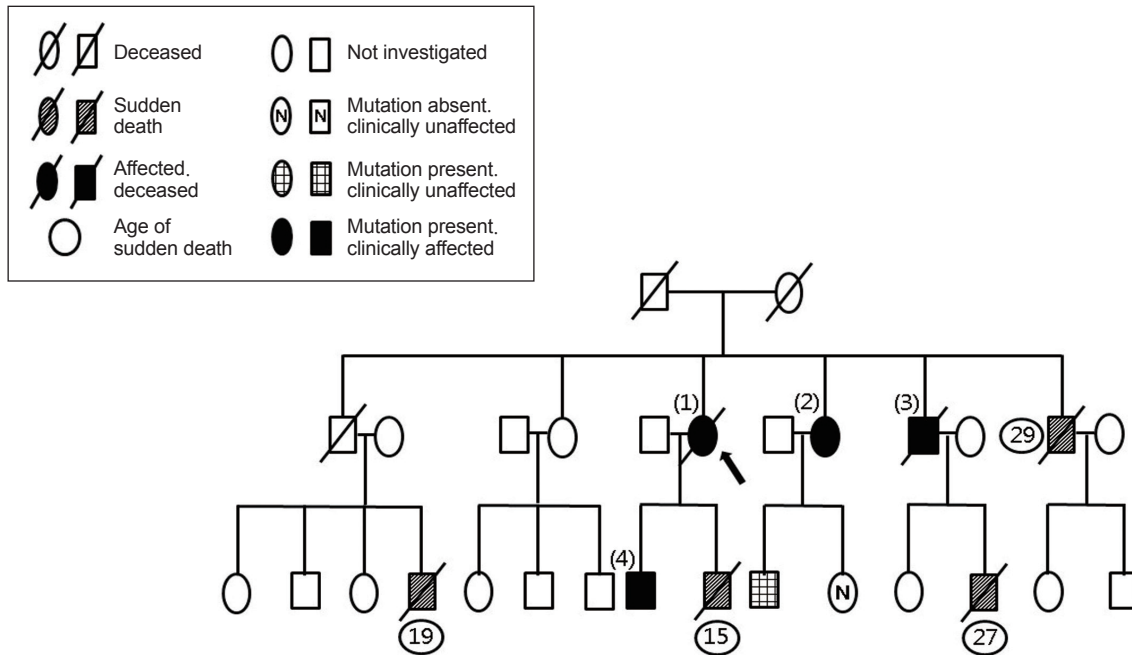 Deceased
Not investigated
Sudden
death
N N
Mutation absent.
clinically unaffected
Affected.
deceased
Mutation present.
clinically unaffected
Age of
sudden death
Mutation present.
clinically affected
(1)
(2)
(3)
29
(4)
N
19
15
27